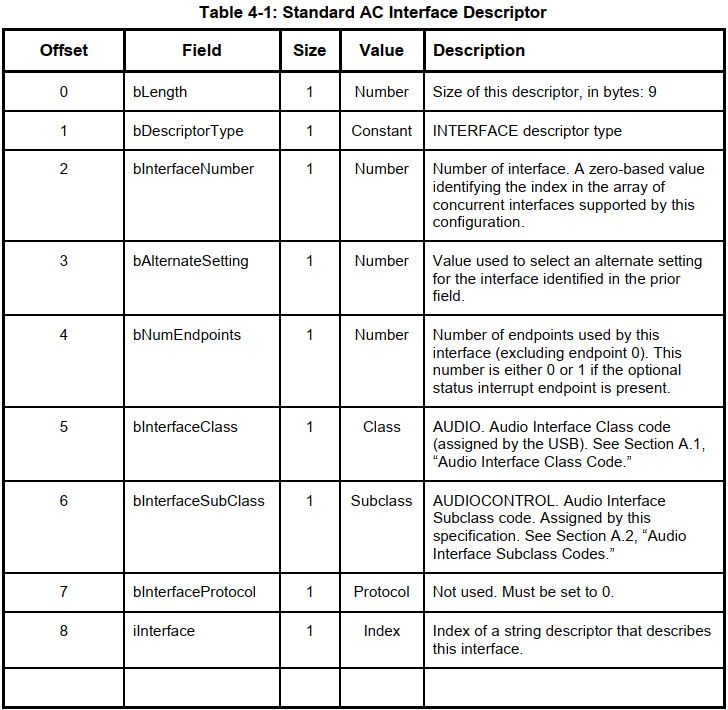 Table 4-1: Standard AC Interface Descriptor
Offset Field Size Value Description
0 bLength 1 Number Size of this descriptor, in bytes: 9
1 bDescriptorType 1 Constant INTERFACE descriptor type
2 bInterfaceNumber 1 Number Number of interface. A zero-based value
identifying the index in the array of
concurrent interfaces supported by this
configuration.
3 bAlternateSetting 1 Number Value used to select an alternate setting
for the interface identified in the prior
field.
4 bNumEndpoints 1 Number Number of endpoints used by this
interface (excluding endpoint 0). This
number is either 0 or 1 if the optional
status interrupt endpoint is present.
5 bInterfaceClass 1 Class AUDIO. Audio Interface Class code
(assigned by the USB). See Section A.1,
“Audio Interface Class Code.”
6 bInterfaceSubClass 1 Subclass AUDIOCONTROL. Audio Interface
Subclass code. Assigned by this
specification. See Section A.2, “Audio
Interface Subclass Codes.”
7 bInterfaceProtocol 1 Protocol Not used. Must be set to 0.
8 iInterface 1 Index Index of a string descriptor that describes
this interface.